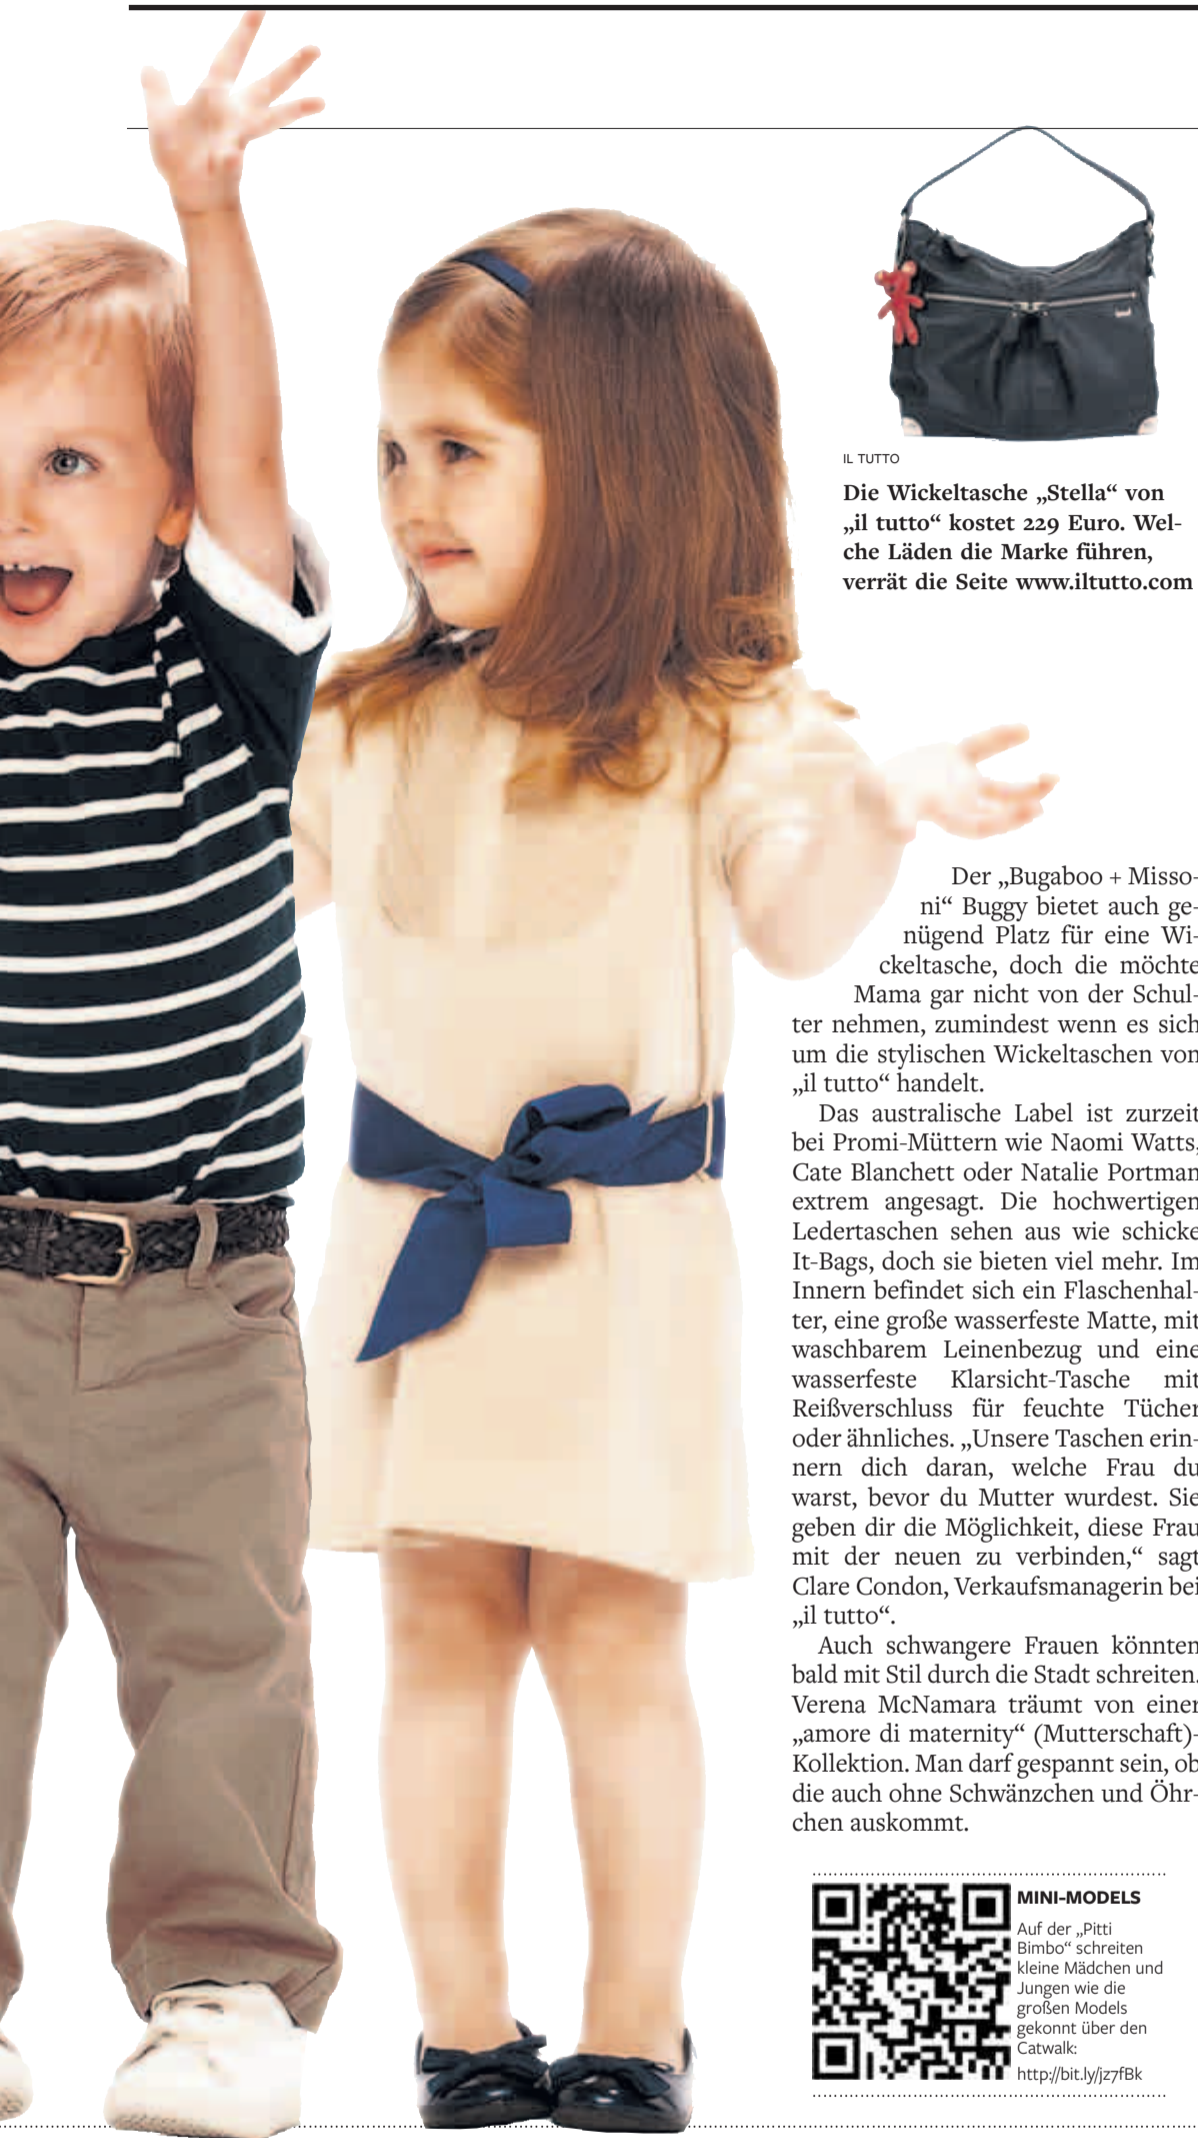 IL TUTTO
Die Wickeltasche „Stella“ von
„il tutto“ kostet 229 Euro. Wel-
che Läden die Marke führen,
verrät die Seite www.iltutto.com
Der „Bugaboo + Misso-
ni“ Buggy bietet auch ge-
nügend Platz für eine Wi-
ckeltasche, doch die möchte
Mama gar nicht von der Schul-
ter nehmen, zumindest wenn es sich
um die stylischen Wickeltaschen von
„il tutto“ handelt.
Das australische Label ist zurzeit
bei Promi-Müttern wie Naomi Watts,
Cate Blanchett oder Natalie Portman
extrem angesagt. Die hochwertigen
Ledertaschen sehen aus wie schicke
It-Bags, doch sie bieten viel mehr. Im
Innern befindet sich ein Flaschenhal-
ter, eine große wasserfeste Matte, mit
waschbarem Leinenbezug und eine
wasserfeste Klarsicht-Tasche mit
Reißverschluss für feuchte Tücher
oder ähnliches. „Unsere Taschen erin-
nern dich daran, welche Frau du
warst, bevor du Mutter wurdest. Sie
geben dir die Möglichkeit, diese Frau
mit der neuen zu verbinden,“ sagt
Clare Condon, Verkaufsmanagerin bei
„il tutto“.
Auch schwangere Frauen könnten
bald mit Stil durch die Stadt schreiten.
Verena McNamara träumt von einer
„amore di maternity“ (Mutterschaft)-
Kollektion. Man darf gespannt sein, ob
die auch ohne Schwänzchen und Öhr-
chen auskommt.
MINI-MODELS
Auf der „Pitti
Bimbo“ schreiten
kleine Mädchen und
Jungen wie die
großen Models
gekonnt über den
Catwalk:
http://bit.ly/jz7fBk